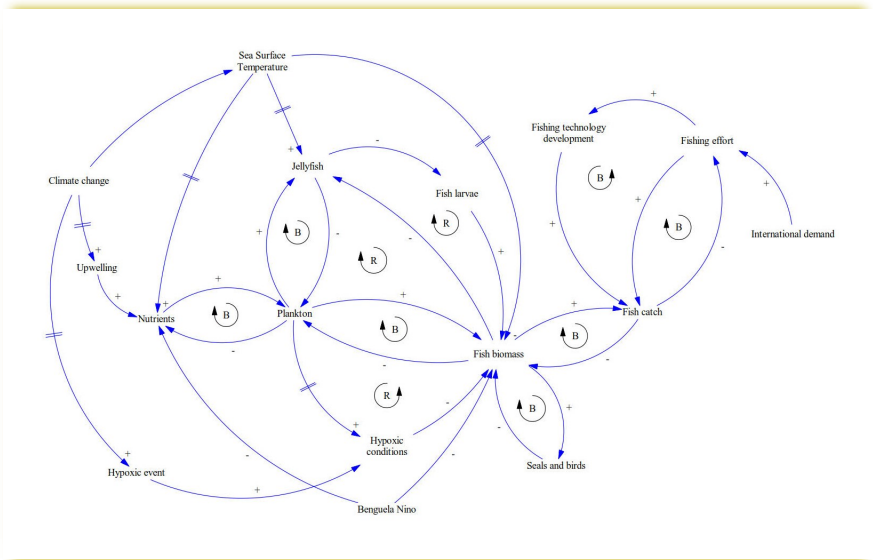 Sea Surface
Temperature
+
Fishing technology
development
Fishing effort
+
-
Jellyfish
Climate change
B
Fish larvae
+
+
+
B
-
-
R
R
+
+
B
-
International demand
+
Upwelling
+
+
+
Nutrients
B
Plankton
+
B
-
+
Fish catch
-
-
Fish biomass
B
-
R
-
B
+
-
+
Hypoxic
conditions
-
-
Seals and birds
+
Hypoxic event
+
Benguela Nino